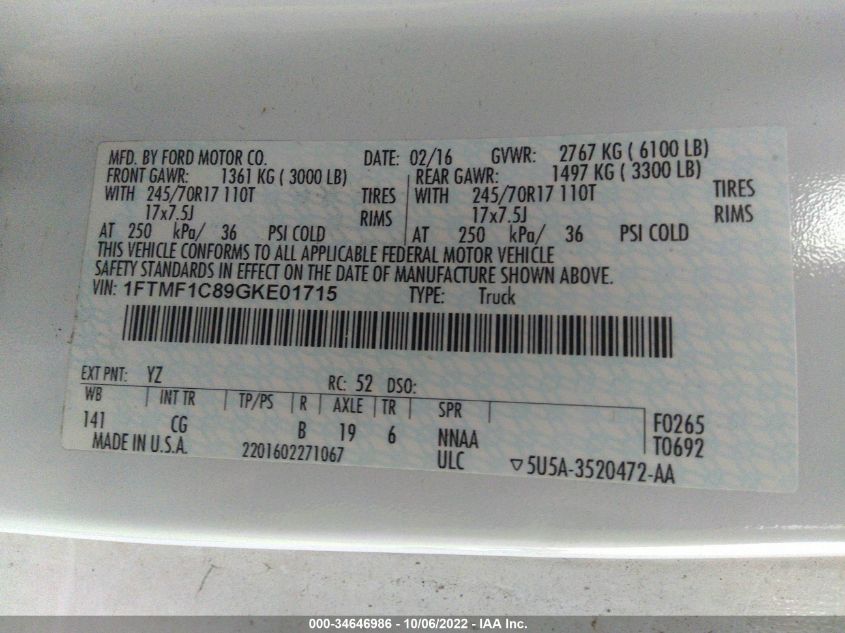 MFD. BY FORD MOTOR CO. DATE: 02/16 GVWR: 2767 KG ( 6100 LB)
FRONT GAWR: 1361 KG ( 3000 LB) REAR GAWR: 1497 KG ( 3300 LB)
WITH 245/70R17 110T TIRES WITH 245/70R17 110T TIRES
17x7.5J RIMS 17x7.5J RIMS
AT 250 kPa/ 36 PSI COLD AT 250 kPa/ 36 PSI COLD
THIS VEHICLE CONFORMS TO ALL APPLICABLE FEDERAL MOTOR VEHICLE
SAFETY STANDARDS IN EFFECT ON THE DATE OF MANUFACTURE SHOWN ABOVE.
VIN: 1FTMF1C89GKE01715 TYPE: Truck
EXT PNT: YZ RC: 52 DSO:
WB INT TR TP/PS R AXLE TR SPR
141 CG B 19 6 NNAA F0265
MADE IN U.S.A. 2201602271067 ULC T0692
▽5U5A-3520472-AA
000-34646986 - 10/06/2022 - IAA Inc.